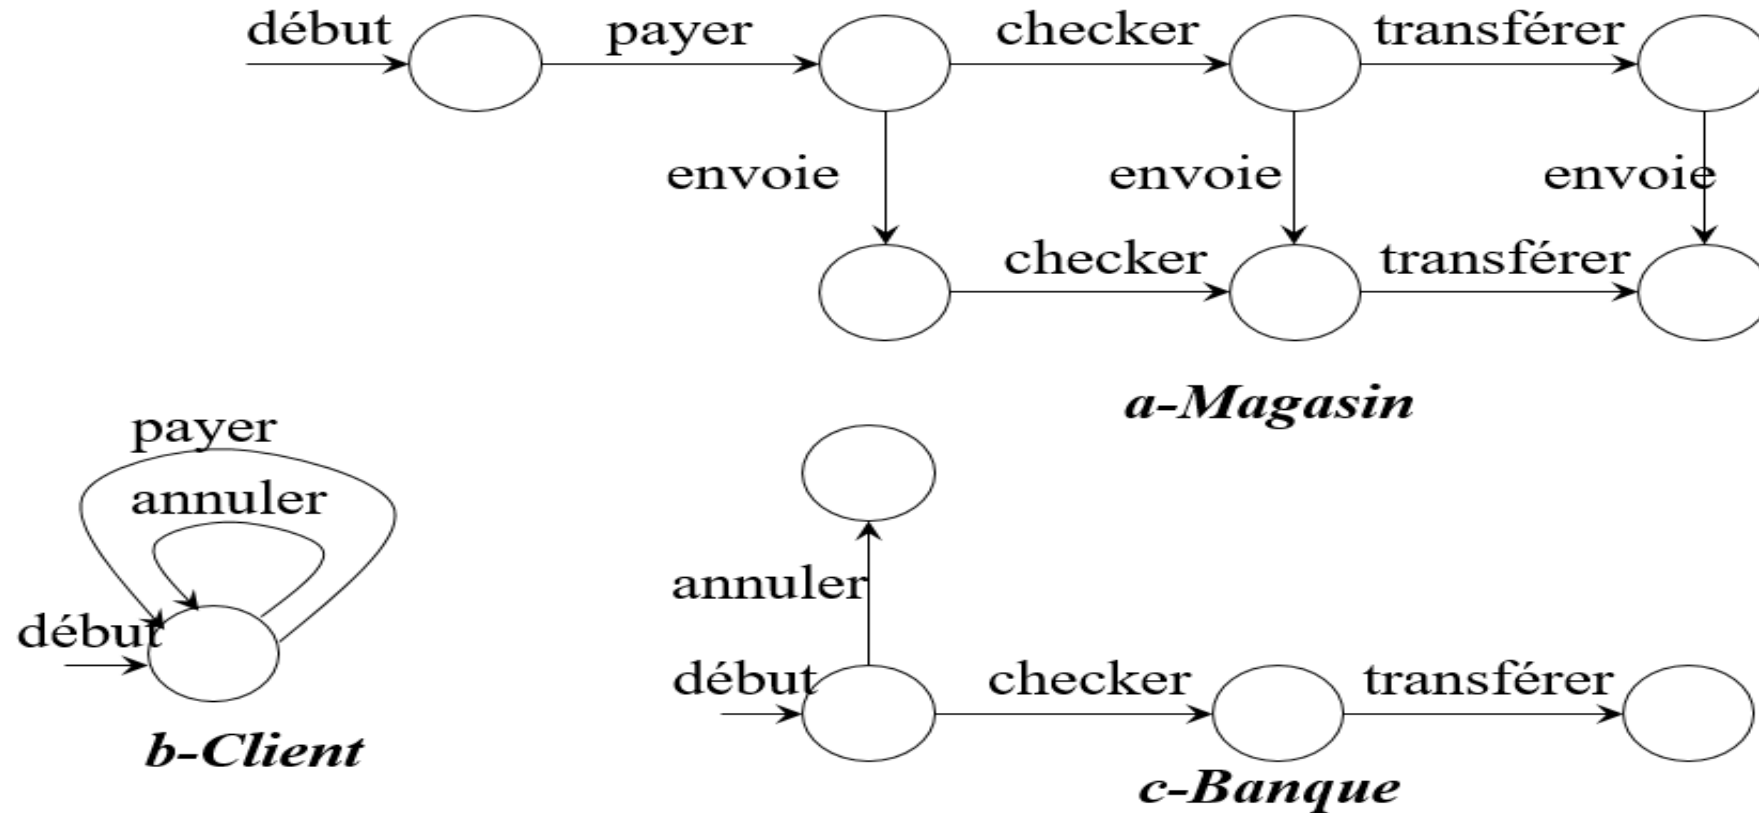 début payer checker transférer
envoie envoie envoie
checker transférer
a-Magasin
payer
annuler
début
b-Client
annuler
début checker transférer
c-Banque